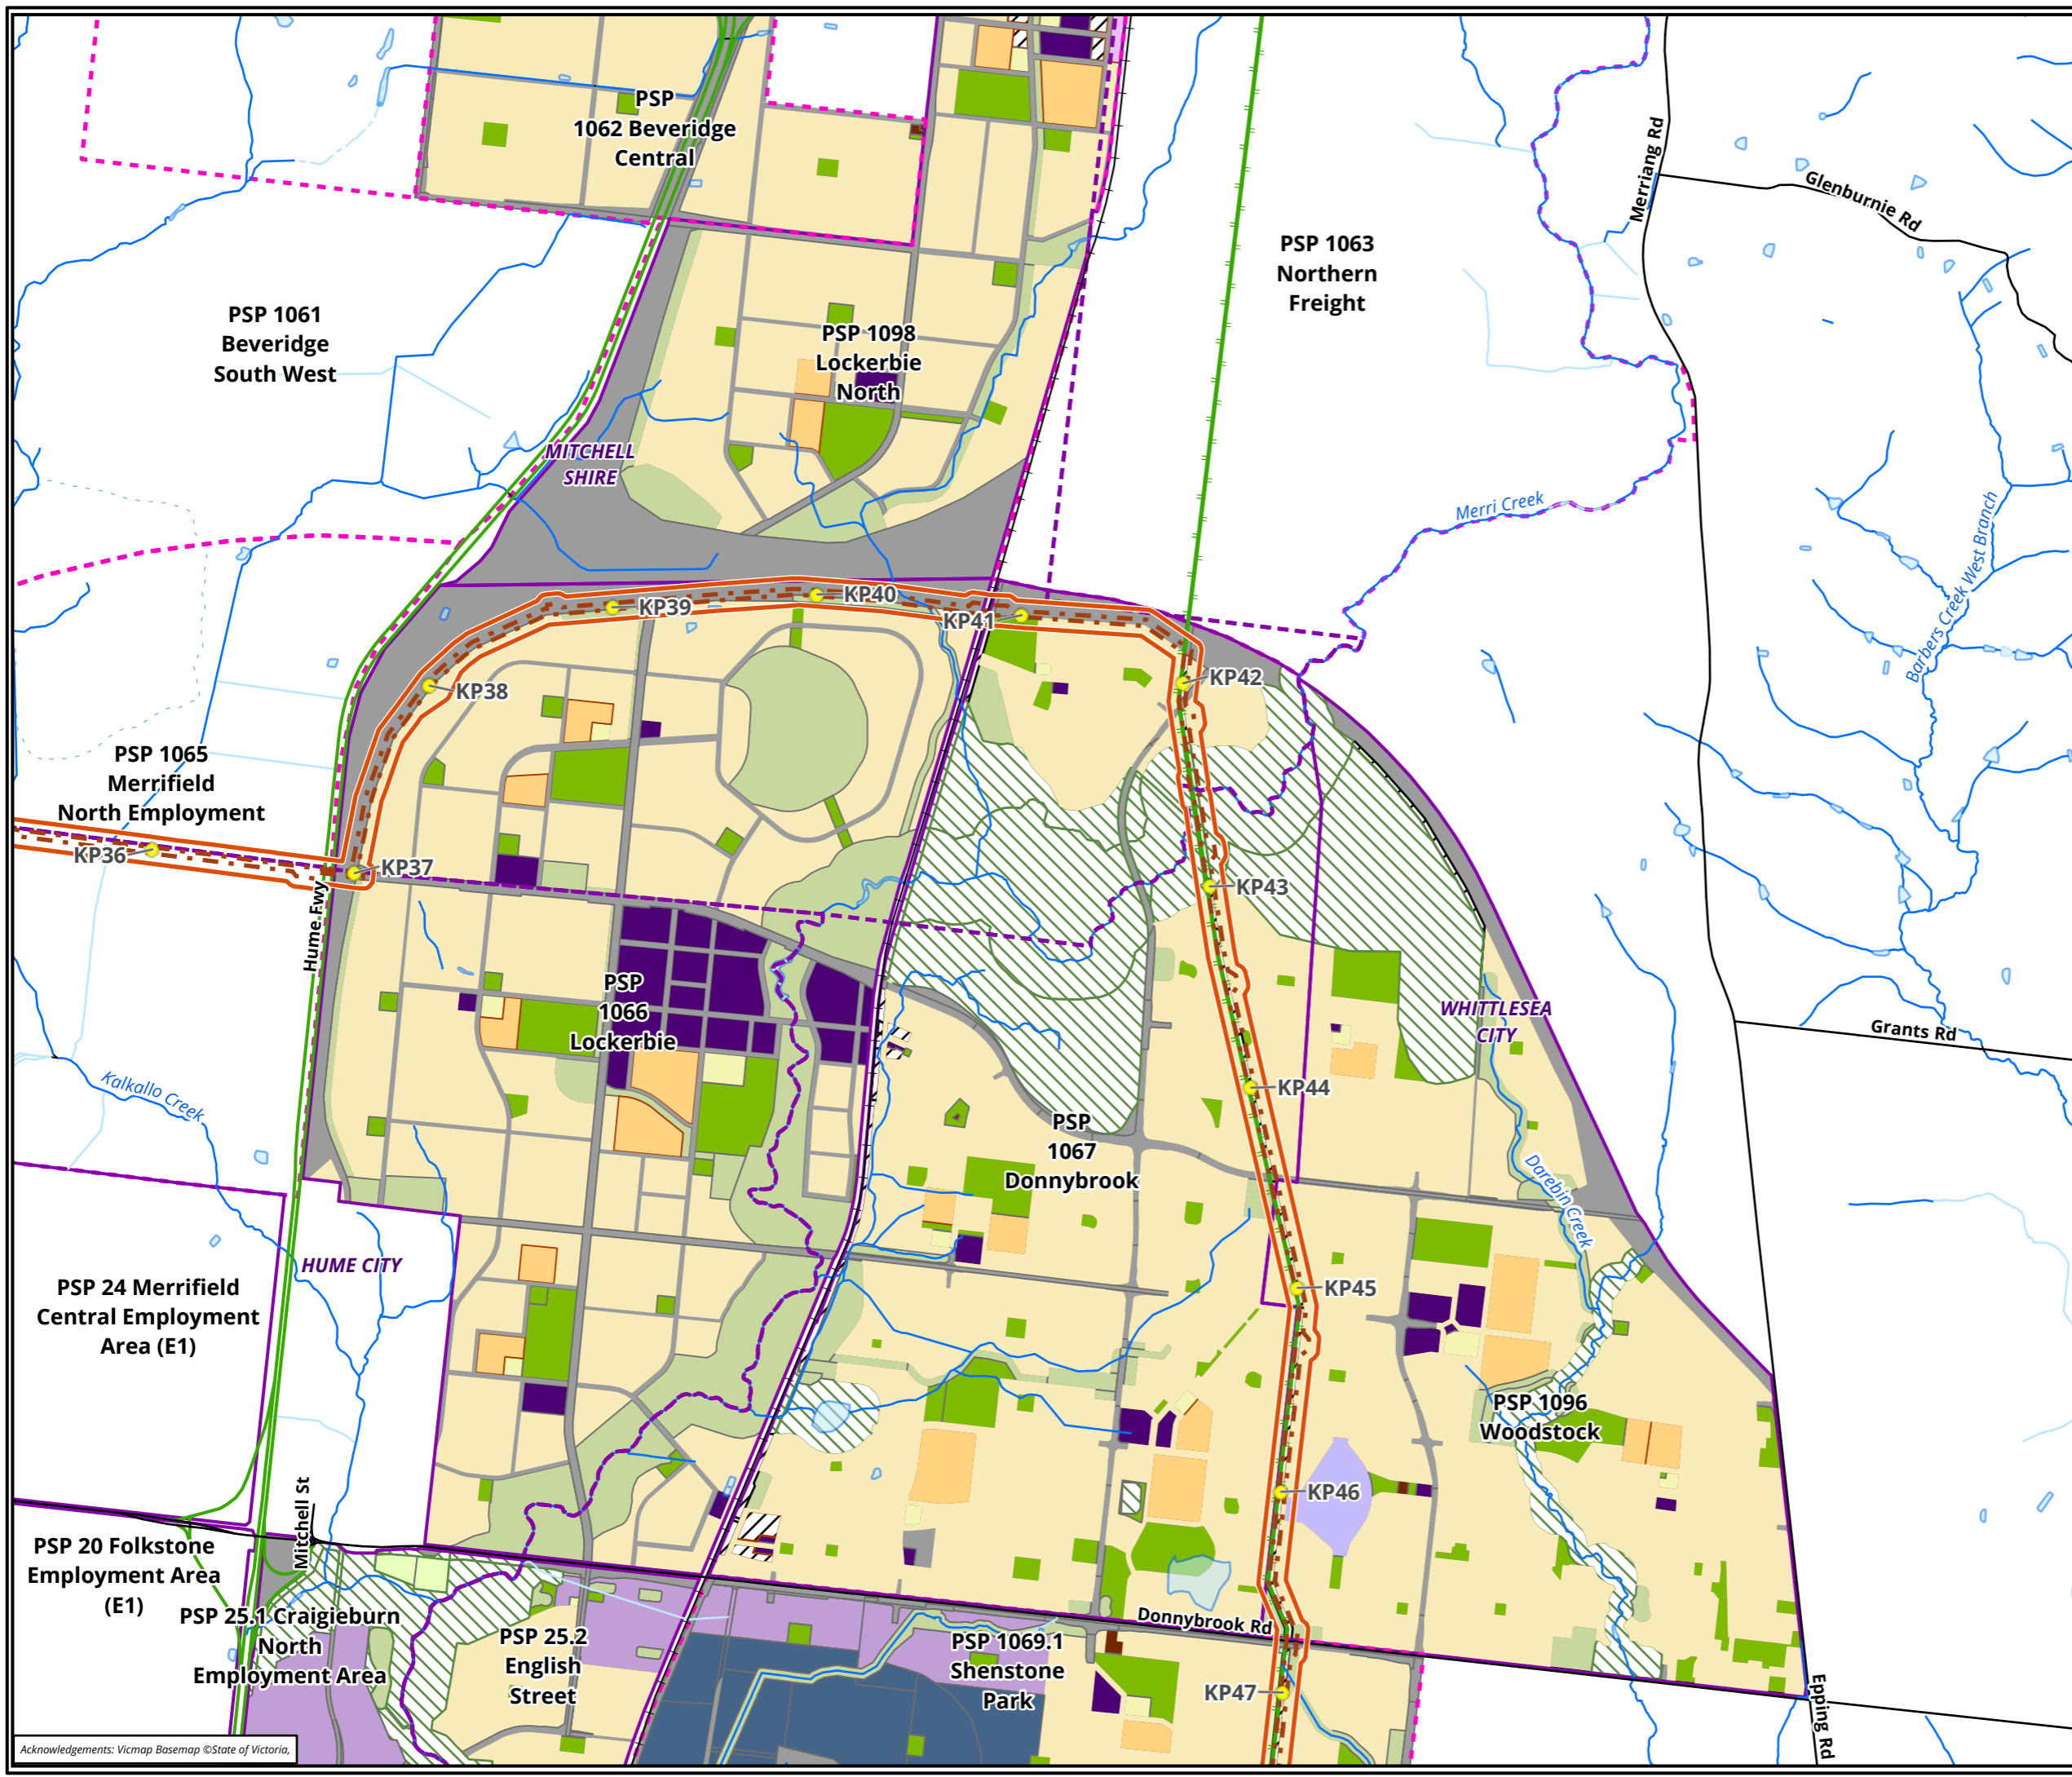 PSP
1062 Beveridge
Central
Merriang Rd
Glenburnie Rd
PSP 1063
Northern
Freight
PSP 1061
Beveridge
South West
PSP 1098
Lockerbie
North
MITCHELL
SHIRE
Merri Creek
Barbers Creek West Branch
KP39
KP40
KP41
KP38
KP42
PSP 1065
Merrifield
North Employment
KP36
KP37
KP43
Hume Fwy
PSP
1066
Lockerbie
WHITTLESEA
CITY
Grants Rd
Kalkallo Creek
KP44
PSP
1067
Donnybrook
Darebin Creek
HUME CITY
PSP 24 Merrifield
Central Employment
Area (E1)
KP45
PSP 1096
Woodstock
KP46
Mitchell St
PSP 20 Folkstone
Employment Area
(E1)
PSP 25.1 Craigieburn
North
Employment Area
PSP 25.2
English
Street
Donnybrook Rd
PSP 1069.1
Shenstone
Park
KP47
Epping Rd
Acknowledgements: Vicmap Basemap ©State of Victoria,